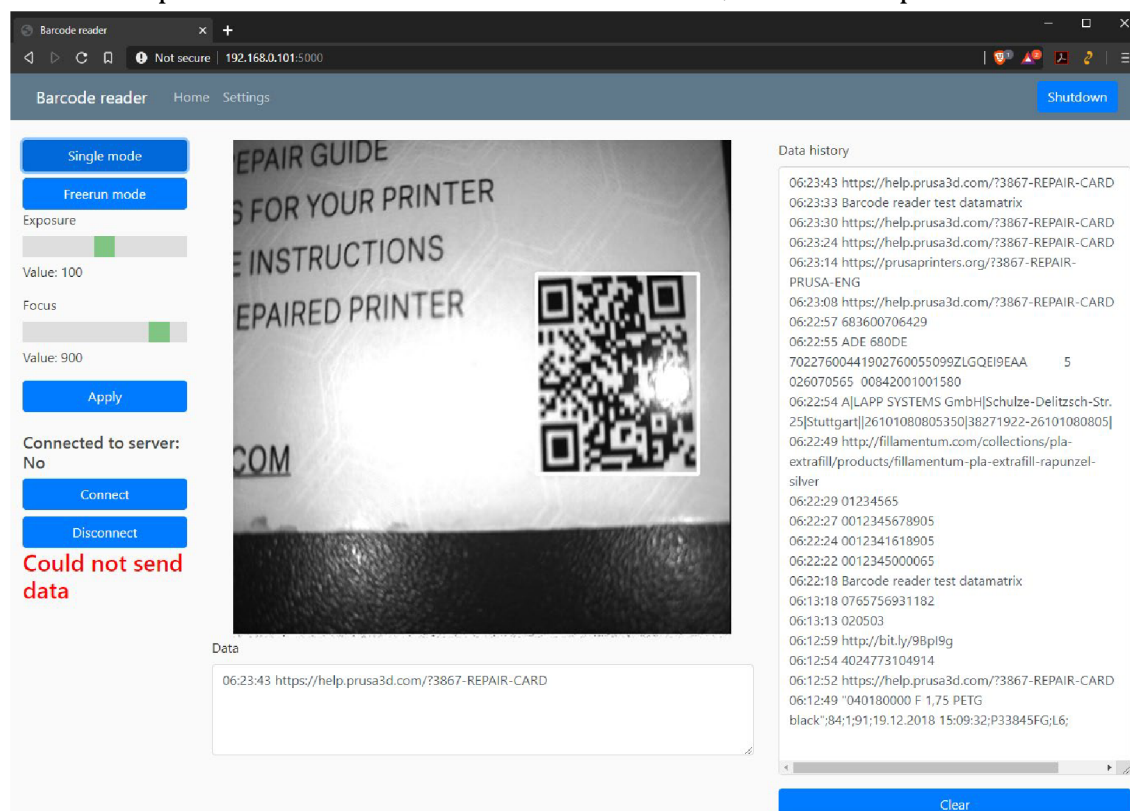 Barcode reader
Not secure 192.168.0.101:5000
Barcode reader Home Settings Shutdown
Single mode
Freerun mode
Exposure
Value: 100
Focus
Value: 900
Apply
Connected to server:
No
Connect
Disconnect
Could not send
data
EPAIR GUIDE
S FOR YOUR PRINTER
E INSTRUCTIONS
EPAIRED PRINTER
COM
Data
06:23:43 https://help.prusa3d.com/?3867-REPAIR-CARD
Data history
06:23:43 https://help.prusa3d.com/?3867-REPAIR-CARD
06:23:33 Barcode reader test datamatrix
06:23:30 https://help.prusa3d.com/?3867-REPAIR-CARD
06:23:24 https://help.prusa3d.com/?3867-REPAIR-CARD
06:23:14 https://prusaprinters.org/?3867-REPAIR-
PRUSA-ENG
06:23:08 https://help.prusa3d.com/?3867-REPAIR-CARD
06:22:57 683600706429
06:22:55 ADE 680DE
70227600441902760055099ZLGQEI9EAA 5
026070565 00842001001580
06:22:54 A|LAPP SYSTEMS GmbH|Schulze-Delitzsch-Str.
25|Stuttgart||26101080805350|38271922-26101080805|
06:22:49 http://fillamentum.com/collections/pla-
extrafill/products/fillamentum-pla-extrafill-rapunzel-
silver
06:22:29 01234565
06:22:27 0012345678905
06:22:24 0012341618905
06:22:22 0012345000065
06:22:18 Barcode reader test datamatrix
06:13:18 0765756931182
06:13:13 020503
06:12:59 http://bit.ly/9BpI9g
06:12:54 4024773104914
06:12:52 https://help.prusa3d.com/?3867-REPAIR-CARD
06:12:49 "040180000 F 1,75 PETG
black";84;1;91;19.12.2018 15:09:32;P33845FG;L6;
Clear